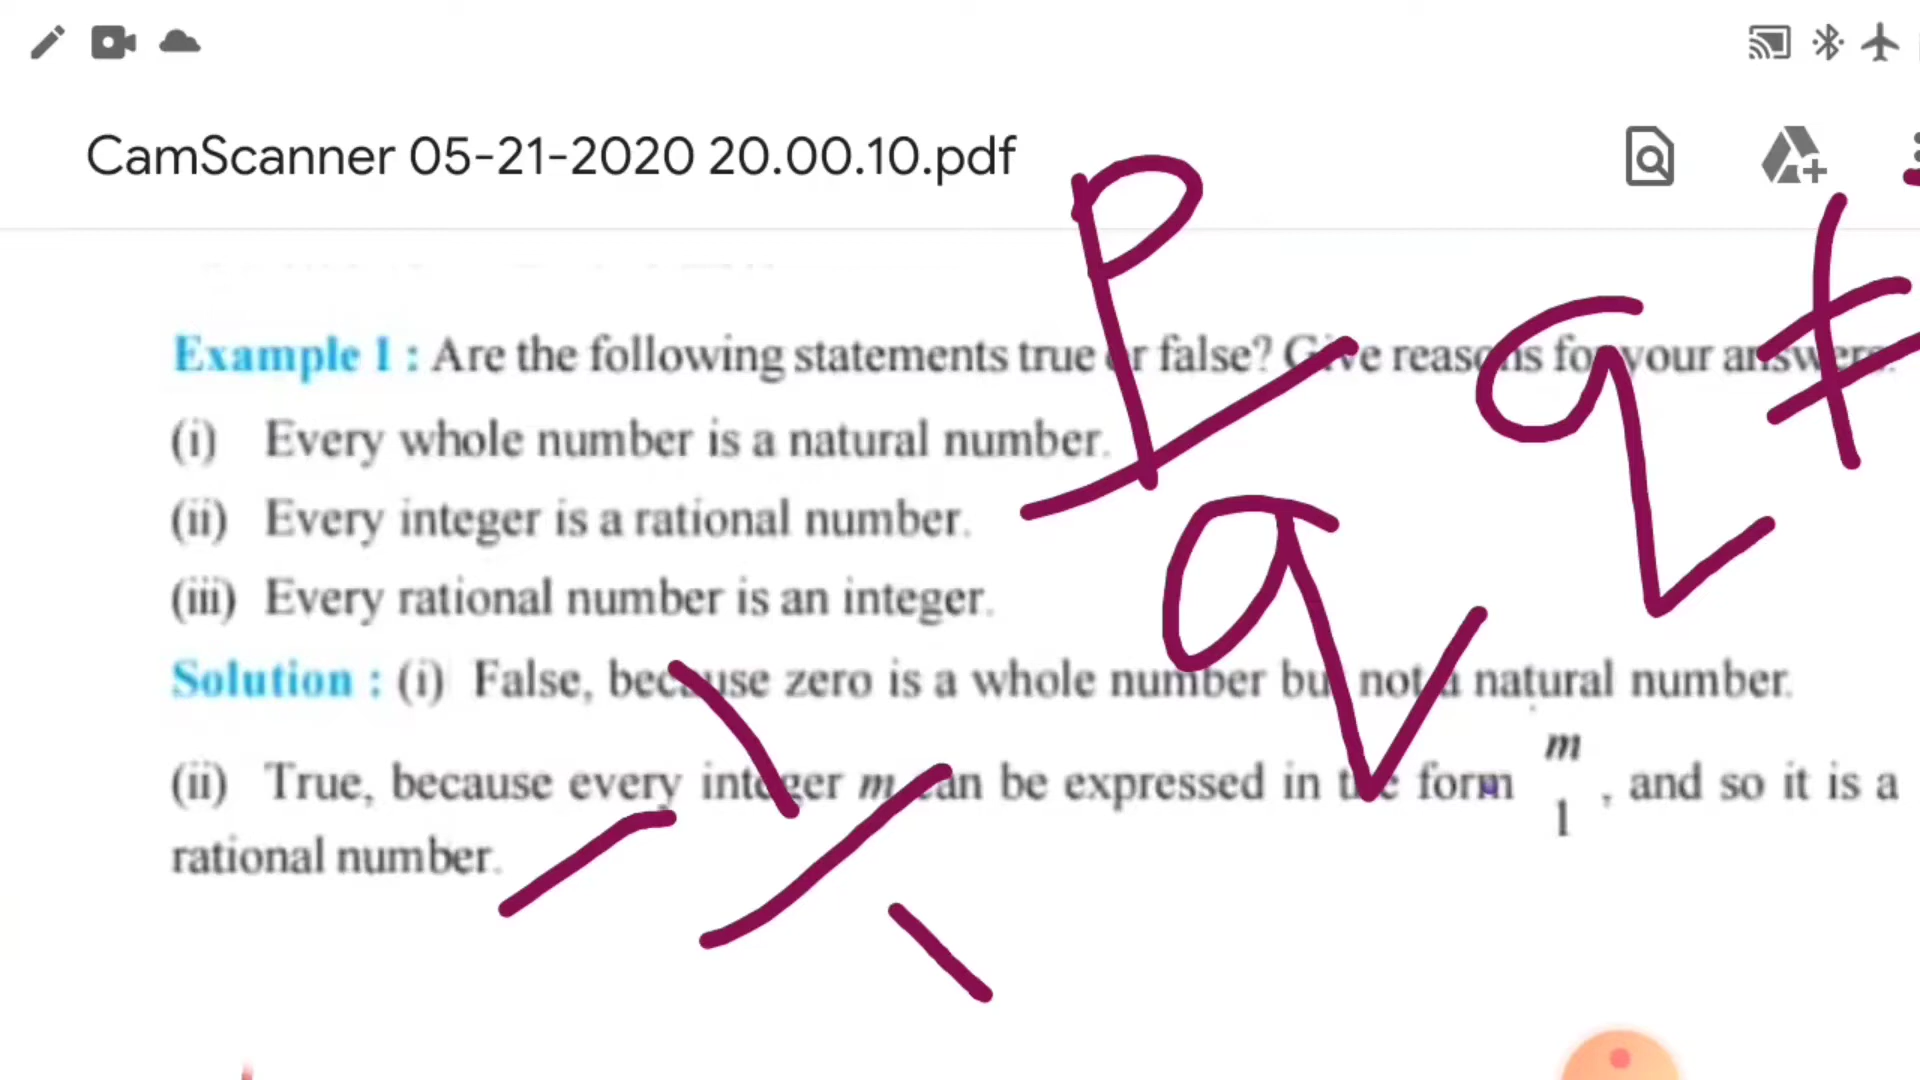 CamScanner 05-21-2020 20.00.10.pdf
Example 1 : Are the following statements true or false? Give reasons for your answers.
(i) Every whole number is a natural number.
(ii) Every integer is a rational number.
(iii) Every rational number is an integer.
Solution : (i) False, because zero is a whole number but not a natural number.
(ii) True, because every integer m can be expressed in the form m/1, and so it is a
rational number.
p/q q ≠
-1/1